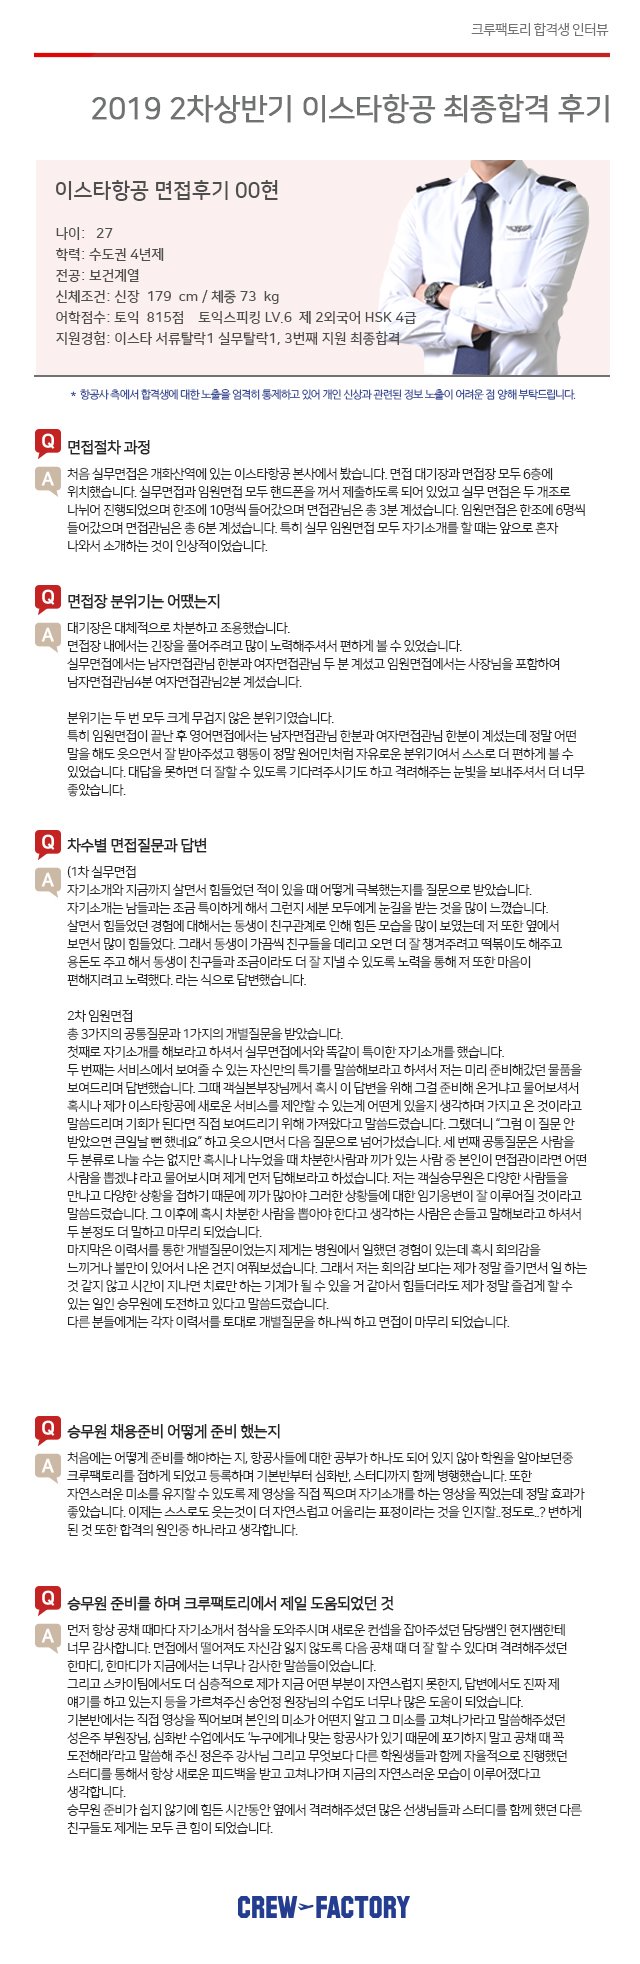 크루팩토리 합격생 인터뷰
2019 2차상반기 이스타항공 최종합격 후기
이스타항공 면접후기 00현
나이: 27
학력: 수도권 4년제
전공: 보건계열
신체조건: 신장 179 cm / 체중 73 kg
어학점수: 토익 815점 토익스피킹 LV.6 제 2외국어 HSK 4급
지원경험: 이스타 서류탈락1 실무탈락1, 3번째 지원 최종합격
* 항공사 측에서 합격생에 대한 노출을 엄격히 통제하고 있어 개인 신상과 관련된 정보 노출이 어려운 점 양해 부탁드립니다.
Q 면접절차 과정
A 처음 실무면접은 개화산역에 있는 이스타항공 본사에서 봤습니다. 면접 대기장과 면접장 모두 6층에
위치했습니다. 실무면접과 임원면접 모두 핸드폰을 꺼서 제출하도록 되어 있었고 실무 면접은 두 개조로
나뉘어 진행되었으며 한조에 10명씩 들어갔으며 면접관님은 총 3분 계셨습니다. 임원면접은 한조에 6명씩
들어갔으며 면접관님은 총 6분 계셨습니다. 특히 실무 임원면접 모두 자기소개를 할 때는 앞으로 혼자
나와서 소개하는 것이 인상적이었습니다.
Q 면접장 분위기는 어땠는지
A 대기장은 대체적으로 차분하고 조용했습니다.
면접장 내에서는 긴장을 풀어주려고 많이 노력해주셔서 편하게 볼 수 있었습니다.
실무면접에서는 남자면접관님 한분과 여자면접관님 두 분 계셨고 임원면접에서는 사장님을 포함하여
남자면접관님4분 여자면접관님2분 계셨습니다.
분위기는 두 번 모두 크게 무겁지 않은 분위기였습니다.
특히 임원면접이 끝난 후 영어면접에서는 남자면접관님 한분과 여자면접관님 한분이 계셨는데 정말 어떤
말을 해도 웃으면서 잘 받아주셨고 행동이 정말 원어민처럼 자유로운 분위기여서 스스로 더 편하게 볼 수
있었습니다. 대답을 못하면 더 잘할 수 있도록 기다려주시기도 하고 격려해주는 눈빛을 보내주셔서 더 너무
좋았습니다.
Q 차수별 면접질문과 답변
A (1차 실무면접
자기소개와 지금까지 살면서 힘들었던 적이 있을 때 어떻게 극복했는지를 질문으로 받았습니다.
자기소개는 남들과는 조금 특이하게 해서 그런지 세분 모두에게 눈길을 받는 것을 많이 느꼈습니다.
살면서 힘들었던 경험에 대해서는 동생이 친구관계로 인해 힘든 모습을 많이 보였는데 저 또한 옆에서
보면서 많이 힘들었다. 그래서 동생이 가끔씩 친구들을 데리고 오면 더 잘 챙겨주려고 떡볶이도 해주고
용돈도 주고 해서 동생이 친구들과 조금이라도 더 잘 지낼 수 있도록 노력을 통해 저 또한 마음이
편해지려고 노력했다. 라는 식으로 답변했습니다.
2차 임원면접
총 3가지의 공통질문과 1가지의 개별질문을 받았습니다.
첫째로 자기소개를 해보라고 하셔서 실무면접에서와 똑같이 특이한 자기소개를 했습니다.
두 번째는 서비스에서 보여줄 수 있는 자신만의 특기를 말씀해보라고 하셔서 저는 미리 준비해갔던 물품을
보여드리며 답변했습니다. 그때 객실본부장님께서 혹시 이 답변을 위해 그걸 준비해 온거냐고 물어보셔서
혹시나 제가 이스타항공에 새로운 서비스를 제안할 수 있는게 어떤게 있을지 생각하며 가지고 온 것이라고
말씀드리며 기회가 된다면 직접 보여드리기 위해 가져왔다고 말씀드렸습니다. 그랬더니 “그럼 이 질문 안
받았으면 큰일날 뻔 했네요” 하고 웃으시면서 다음 질문으로 넘어가셨습니다. 세 번째 공통질문은 사람을
두 분류로 나눌 수는 없지만 혹시나 나누었을 때 차분한사람과 끼가 있는 사람 중 본인이 면접관이라면 어떤
사람을 뽑겠냐 라고 물어보시며 제게 먼저 답해보라고 하셨습니다. 저는 객실승무원은 다양한 사람들을
만나고 다양한 상황을 접하기 때문에 끼가 많아야 그러한 상황들에 대한 임기응변이 잘 이루어질 것이라고
말씀드렸습니다. 그 이후에 혹시 차분한 사람을 뽑아야 한다고 생각하는 사람은 손들고 말해보라고 하셔서
두 분정도 더 말하고 마무리 되었습니다.
마지막은 이력서를 통한 개별질문이었는지 제게는 병원에서 일했던 경험이 있는데 혹시 회의감을
느끼거나 불만이 있어서 나온 건지 여쭤보셨습니다. 그래서 저는 회의감 보다는 제가 정말 즐기면서 일 하는
것 같지 않고 시간이 지나면 치료만 하는 기계가 될 수 있을 거 같아서 힘들더라도 제가 정말 즐겁게 할 수
있는 일인 승무원에 도전하고 있다고 말씀드렸습니다.
다른 분들에게는 각자 이력서를 토대로 개별질문을 하나씩 하고 면접이 마무리 되었습니다.
Q 승무원 채용준비 어떻게 준비 했는지
A 처음에는 어떻게 준비를 해야하는 지, 항공사들에 대한 공부가 하나도 되어 있지 않아 학원을 알아보던중
크루팩토리를 접하게 되었고 등록하며 기본반부터 심화반, 스터디까지 함께 병행했습니다. 또한
자연스러운 미소를 유지할 수 있도록 제 영상을 직접 찍으며 자기소개를 하는 영상을 찍었는데 정말 효과가
좋았습니다. 이제는 스스로도 웃는것이 더 자연스럽고 어울리는 표정이라는 것을 인지할..정도로..? 변하게
된 것 또한 합격의 원인중 하나라고 생각합니다.
Q 승무원 준비를 하며 크루팩토리에서 제일 도움되었던 것
A 먼저 항상 공채 때마다 자기소개서 첨삭을 도와주시며 새로운 컨셉을 잡아주셨던 담당쌤인 현지쌤한테
너무 감사합니다. 면접에서 떨어져도 자신감 잃지 않도록 다음 공채 때 더 잘 할 수 있다며 격려해주셨던
한마디, 한마디가 지금에서는 너무나 감사한 말씀들이었습니다.
그리고 스카이팀에서도 더 심층적으로 제가 지금 어떤 부분이 자연스럽지 못한지, 답변에서도 진짜 제
얘기를 하고 있는지 등을 가르쳐주신 송언정 원장님의 수업도 너무나 많은 도움이 되었습니다.
기본반에서는 직접 영상을 찍어보며 본인의 미소가 어떤지 알고 그 미소를 고쳐나가라고 말씀해주셨던
성은주 부원장님, 심화반 수업에서도 ‘누구에게나 맞는 항공사가 있기 때문에 포기하지 말고 공채 때 꼭
도전해라’라고 말씀해 주신 정은주 강사님 그리고 무엇보다 다른 학원생들과 함께 자율적으로 진행했던
스터디를 통해서 항상 새로운 피드백을 받고 고쳐나가며 지금의 자연스러운 모습이 이루어졌다고
생각합니다.
승무원 준비가 쉽지 않기에 힘든 시간동안 옆에서 격려해주셨던 많은 선생님들과 스터디를 함께 했던 다른
친구들도 제게는 모두 큰 힘이 되었습니다.
CREW FACTORY